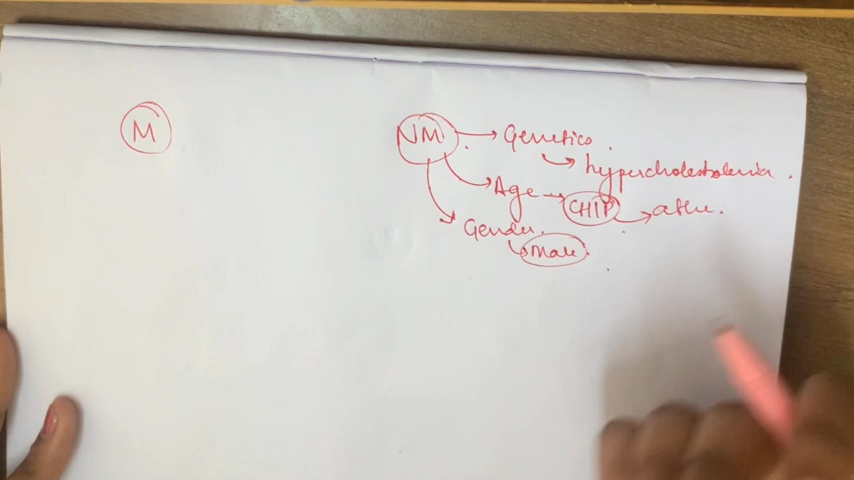 M
NM → Genetics.
→ hypercholesterolemia.
Age → CHIP → athe.
Gender.
→ Male.